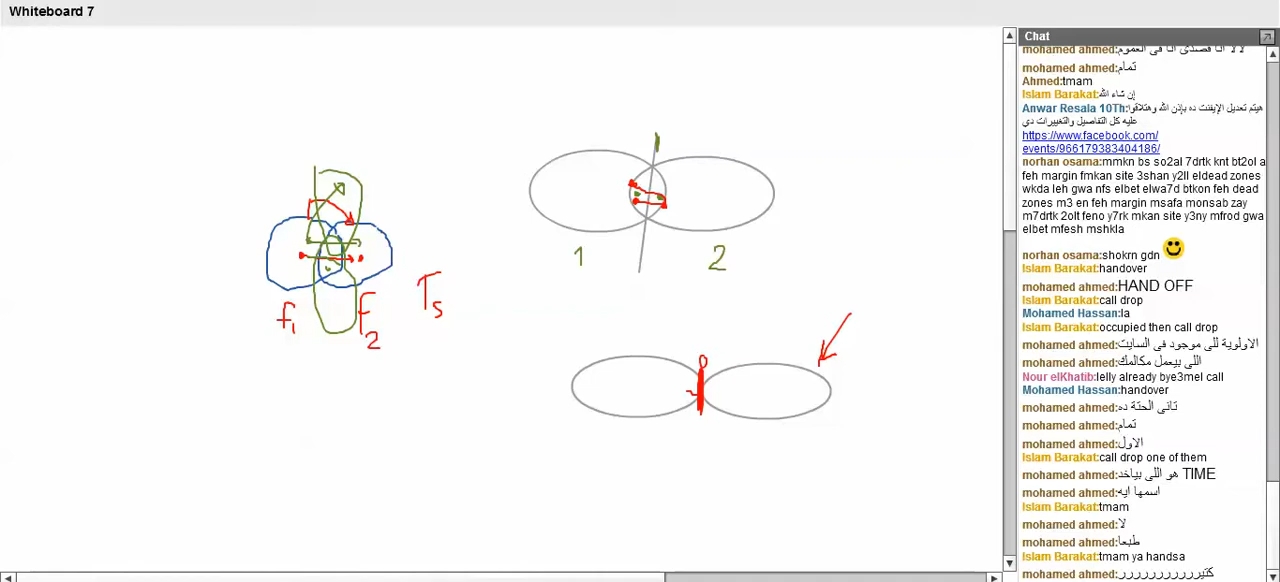 Whiteboard 7
1
2
f1
F2
Ts
Chat
mohamed ahmed:لالا انا قصدى انا فى العموم
mohamed ahmed:تمام
Ahmed:tmam
Islam Barakat:إن شاء الله
Anwar Resala 10Th:هيتم تعديل الإيفنت ده بإذن الله وهتلاقوا
عليه كل التفاصيل والتغييرات دي
https://www.facebook.com/
events/966179383404186/
norhan osama:mmkn bs so2al 7drtk knt bt2ol a
feh margin fmkan site 3shan y2ll eldead zones
wkda leh gwa nfs elbet elwa7d btkon feh dead
zones m3 en feh margin msafa monsab zay
m7drtk 2olt feno y7rk mkan site y3ny mfrod gwa
elbet mfesh mshkla
norhan osama:shokrn gdn
Islam Barakat:handover
mohamed ahmed:HAND OFF
Islam Barakat:call drop
Mohamed Hassan:la
Islam Barakat:occupied then call drop
mohamed ahmed:الاولوية للى موجود فى السايت
mohamed ahmed:اللى بيعمل مكالمك
Nour elKhatib:lelly already bye3mel call
Mohamed Hassan:handover
mohamed ahmed:تانى الحتة ده
mohamed ahmed:تمام
mohamed ahmed:الاول
Islam Barakat:call drop one of them
mohamed ahmed:هو اللى بياخد TIME
mohamed ahmed:اسمها ايه
Islam Barakat:tmam
mohamed ahmed:لا
mohamed ahmed:طبعا
Islam Barakat:tmam ya handsa
mohamed ahmed:كتيررررررررررر